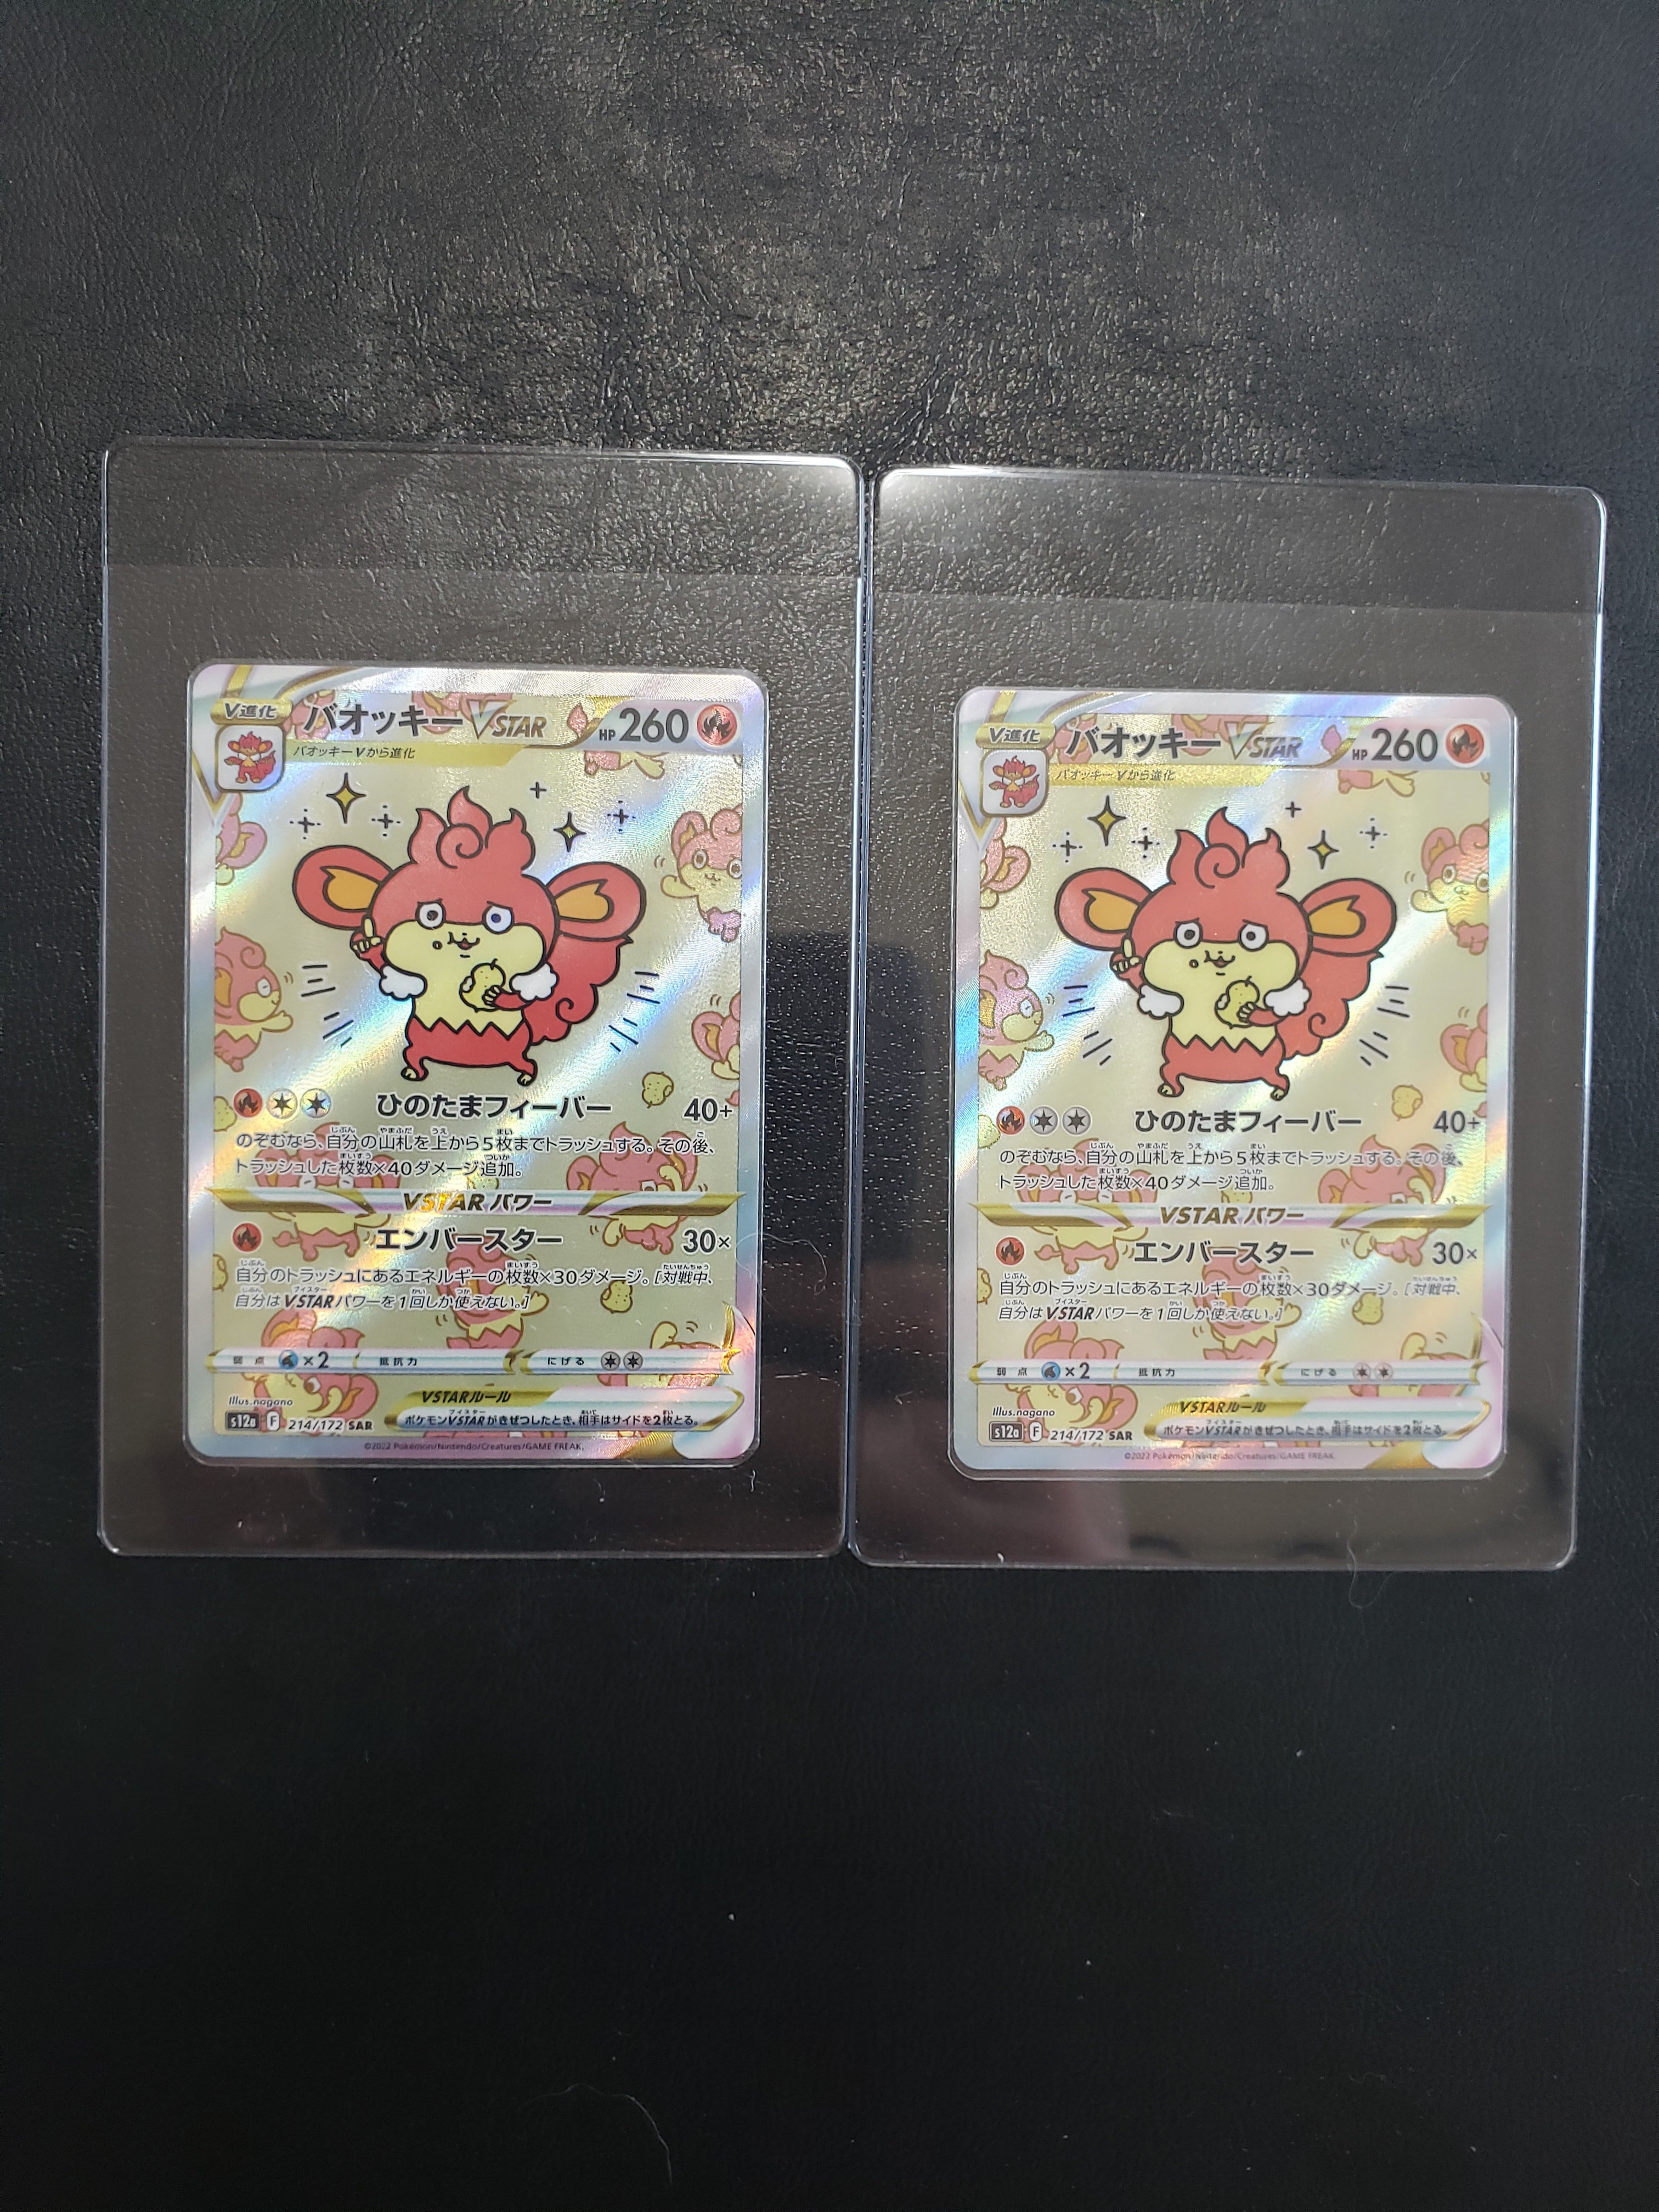 V進化
バオッキーVSTAR HP260
バオッキーVから進化
ひのたまフィーバー 40+
のぞむなら、自分の山札を上から5枚までトラッシュする。その後、
トラッシュした枚数×40ダメージ追加。
VSTARパワー
エンバースター 30×
自分のトラッシュにあるエネルギーの枚数×30ダメージ。[対戦中、
自分はVSTARパワーを1回しか使えない。]
弱点 ×2 抵抗力 にげる
Illus.nagano
VSTARルール
s12a F 214/172 SAR
ポケモンVSTARがきぜつしたとき、相手はサイドを2枚とる。
©2022 Pokémon/Nintendo/Creatures/GAME FREAK.
V進化
バオッキーVSTAR HP260
バオッキーVから進化
ひのたまフィーバー 40+
のぞむなら、自分の山札を上から5枚までトラッシュする。その後、
トラッシュした枚数×40ダメージ追加。
VSTARパワー
エンバースター 30×
自分のトラッシュにあるエネルギーの枚数×30ダメージ。[対戦中、
自分はVSTARパワーを1回しか使えない。]
弱点 ×2 抵抗力 にげる
Illus.nagano
VSTARルール
s12a F 214/172 SAR
ポケモンVSTARがきぜつしたとき、相手はサイドを2枚とる。
©2022 Pokémon/Nintendo/Creatures/GAME FREAK.